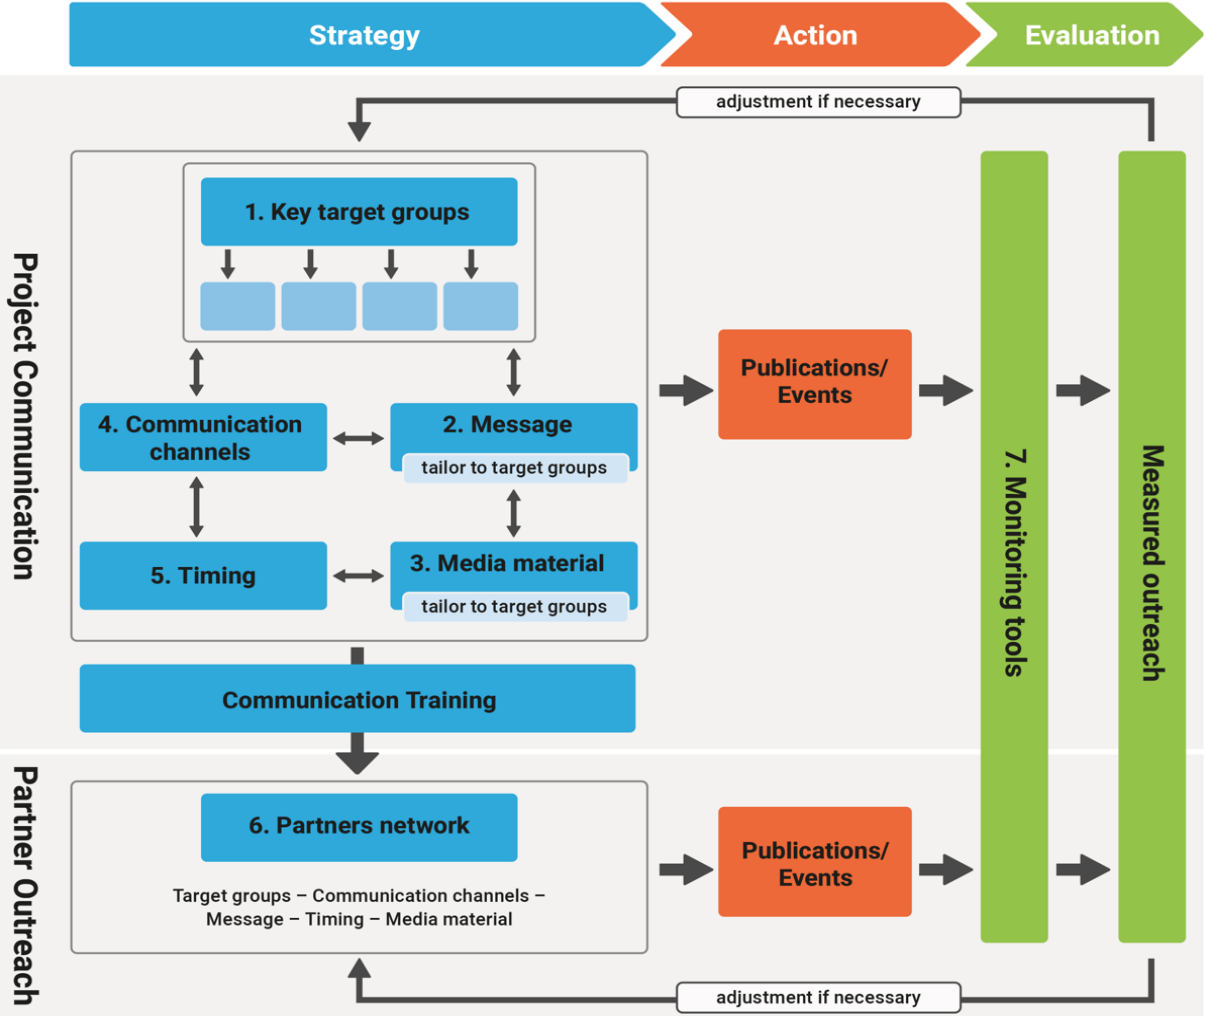 Strategy
Action
Evaluation
adjustment if necessary
Project Communication
1. Key target groups
4. Communication
channels
2. Message
tailor to target groups
5. Timing
3. Media material
tailor to target groups
Publications/
Events
7. Monitoring tools
Measured outreach
Communication Training
Partner Outreach
6. Partners network
Target groups – Communication channels –
Message – Timing – Media material
Publications/
Events
adjustment if necessary